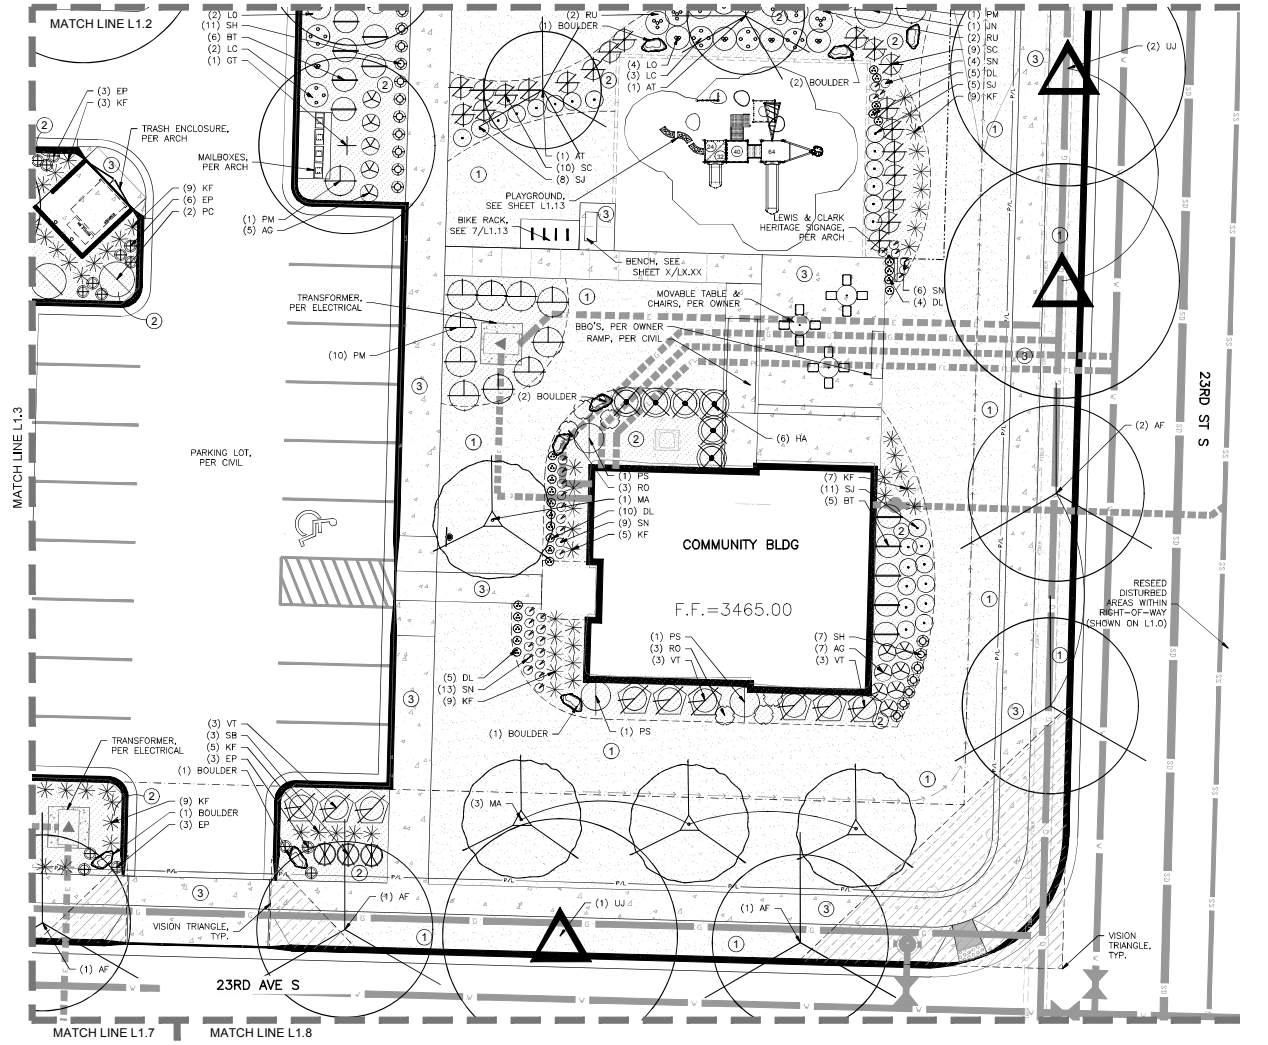 MATCH LINE L1.2
(2) LO
(11) SH
(6) BT
(2) LC
(1) GT
(2) RU
(1) BOULDER
(4) LO
(3) LC
(1) AT
(2) BOULDER
(1) PM
(1) JN
(2) RU
(9) SC
(4) SN
(5) DL
(5) SJ
(9) KF
(2) UJ
(3) EP
(3) KF
TRASH ENCLOSURE,
PER ARCH
MAILBOXES,
PER ARCH
(9) KF
(6) EP
(2) PC
(1) PM
(5) AG
(1) AT
(10) SC
(8) SJ
PLAYGROUND,
SEE SHEET L1.13
BIKE RACK,
SEE 7/L1.13
LEWIS & CLARK
HERITAGE SIGNAGE,
PER ARCH
BENCH, SEE
SHEET X/LX.XX
(6) SN
(4) DL
TRANSFORMER,
PER ELECTRICAL
MOVABLE TABLE &
CHAIRS, PER OWNER
BBQ'S, PER OWNER
RAMP, PER CIVIL
(10) PM
(2) BOULDER
(6) HA
23RD ST S
(2) AF
MATCH LINE L1.3
PARKING LOT,
PER CIVIL
(1) PS
(3) RO
(1) MA
(10) DL
(9) SN
(5) KF
(7) KF
(11) SJ
(5) BT
COMMUNITY BLDG
F.F.=3465.00
RESEED
DISTURBED
AREAS WITHIN
RIGHT-OF-WAY
(SHOWN ON L1.0)
(1) PS
(3) RO
(3) VT
(7) SH
(7) AG
(3) VT
(5) DL
(13) SN
(9) KF
(1) BOULDER
(1) PS
(3) VT
(3) SB
(5) KF
(3) EP
(1) BOULDER
TRANSFORMER,
PER ELECTRICAL
(9) KF
(1) BOULDER
(3) EP
(3) MA
(1) AF
(1) UJ
(1) AF
VISION TRIANGLE,
TYP.
VISION
TRIANGLE,
TYP.
(1) AF
23RD AVE S
MATCH LINE L1.7
MATCH LINE L1.8